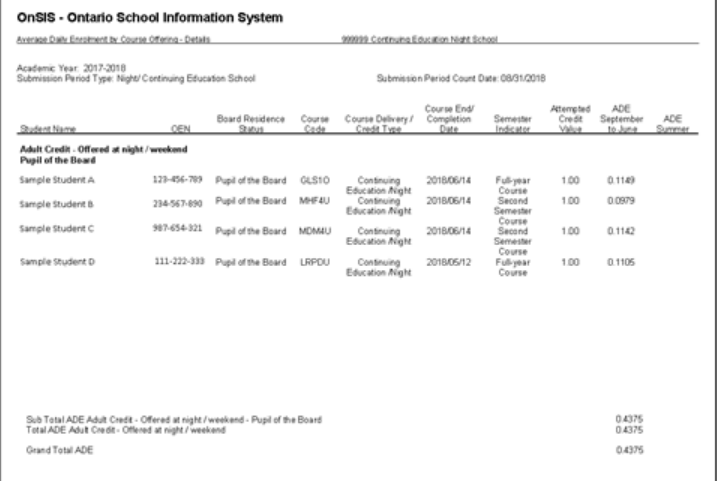 OnSIS - Ontario School Information System
Average Daily Enrolment by Course Offering - Details 999999 Continuing Education Night School
Academic Year: 2017-2018
Submission Period Type: Night/ Continuing Education School Submission Period Count Date: 08/31/2018
Student Name OEN Board Residence Status Course Code Course Delivery / Credit Type Course End/ Completion Date Semester Indicator Attempted Credit Value ADE September to June ADE Summer
Adult Credit - Offered at night / weekend
Pupil of the Board
Sample Student A 123-456-789 Pupil of the Board GLS1O Continuing Education /Night 2018/06/14 Full-year Course 1.00 0.1149
Sample Student B 234-567-890 Pupil of the Board MHF4U Continuing Education /Night 2018/06/14 Second Semester Course 1.00 0.0979
Sample Student C 987-654-321 Pupil of the Board MDM4U Continuing Education /Night 2018/06/14 Second Semester Course 1.00 0.1142
Sample Student D 111-222-333 Pupil of the Board LRPDU Continuing Education /Night 2018/05/12 Full-year Course 1.00 0.1105
Sub Total ADE Adult Credit - Offered at night / weekend - Pupil of the Board 0.4375
Total ADE Adult Credit - Offered at night / weekend 0.4375
Grand Total ADE 0.4375